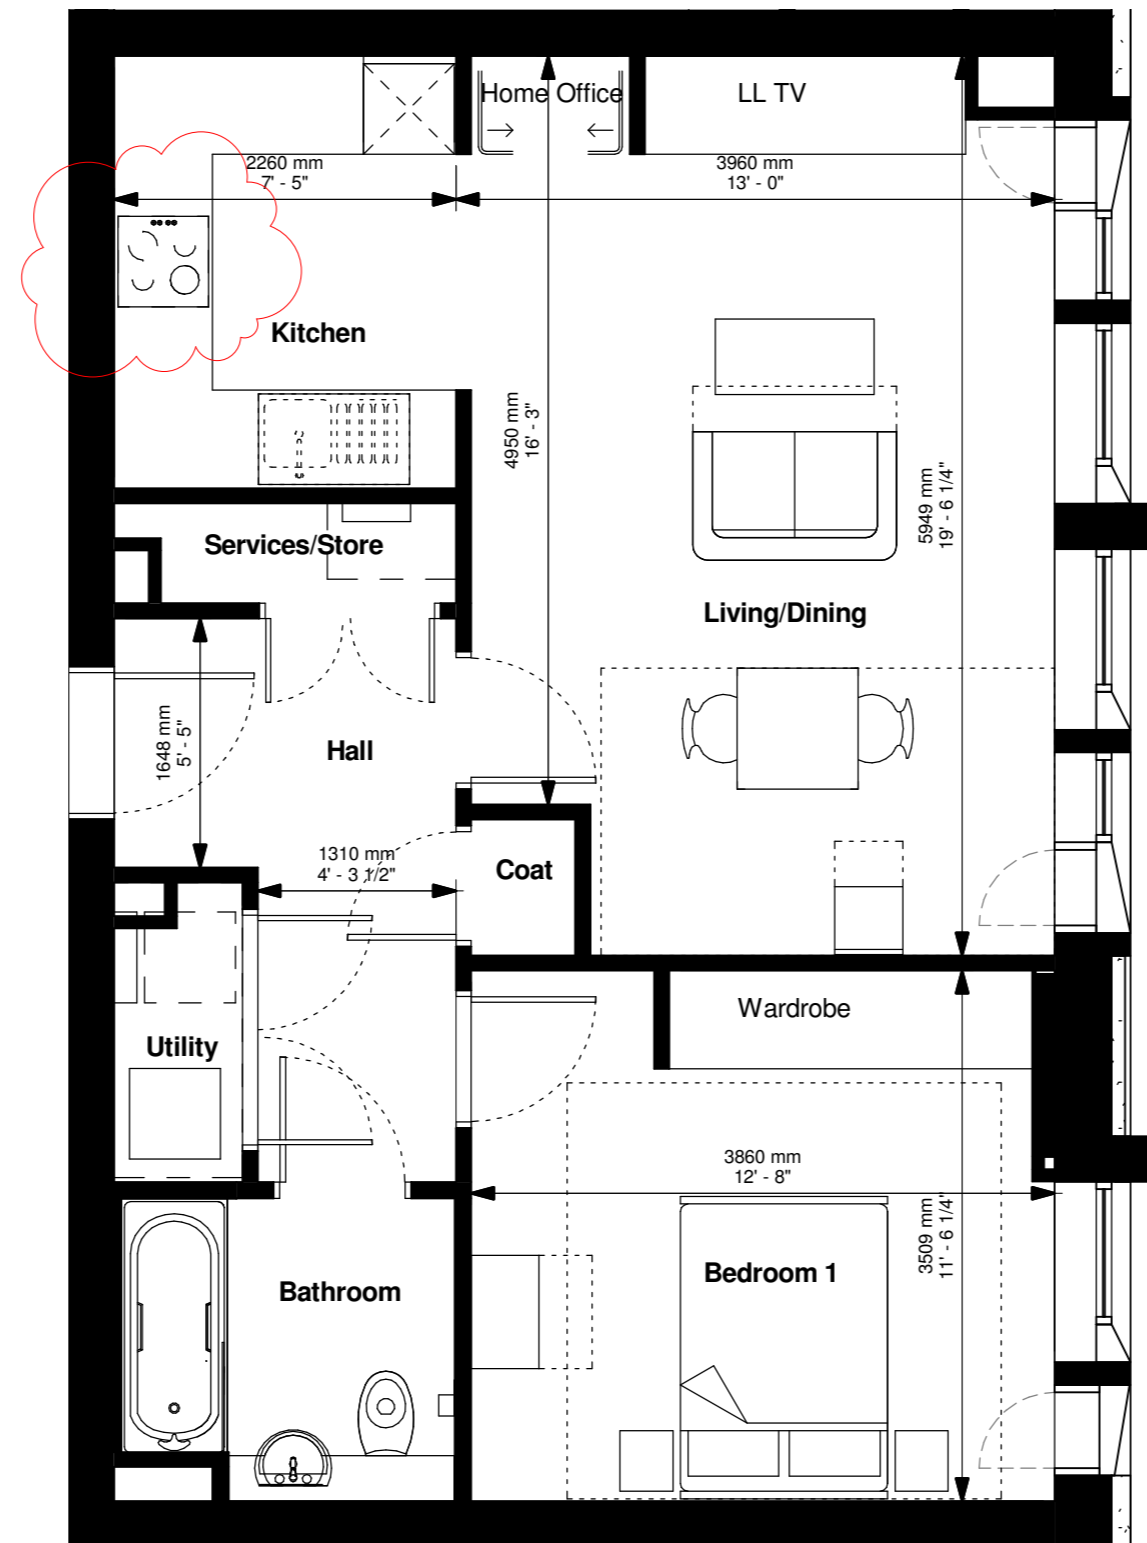 Home Office
LL TV
2260 mm
7' - 5"
3960 mm
13' - 0"
Kitchen
4950 mm
16' - 3"
5949 mm
19' - 6 1/4"
Services/Store
Living/Dining
1648 mm
5' - 5"
Hall
1310 mm
4' - 3 1/2"
Coat
Wardrobe
Utility
3860 mm
12' - 8"
3509 mm
11' - 6 1/4"
Bedroom 1
Bathroom